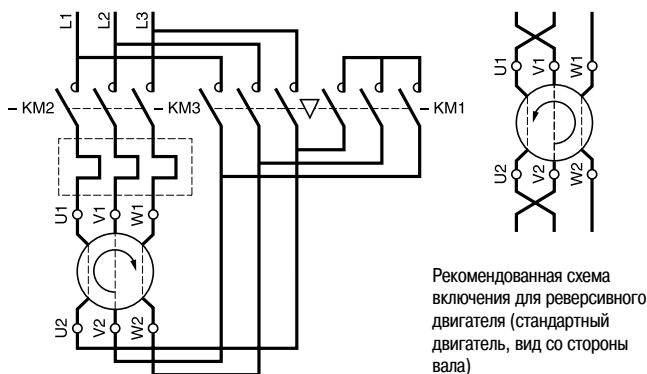 L1 L2 L3
– KM2
– KM3
– KM1
U1 V1 W1
U2 V2 W2
U1 V1 W1
U2 V2 W2
Рекомендованная схема
включения для реверсивного
двигателя (стандартный
двигатель, вид со стороны
вала)